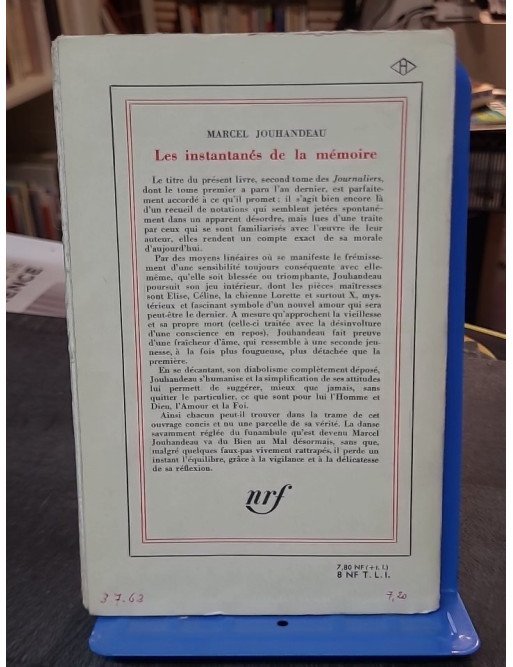 MARCEL JOUHANDEAU
Les instantanés de la mémoire
Le titre du présent livre, second tome des Journaliers,
dont le tome premier a paru l'an dernier, est parfaite-
ment accordé à ce qu'il promet : il s'agit bien encore là
d'un recueil de notations qui semblent jetées spontané-
ment dans un apparent désordre, mais lues d'une traite
par ceux qui se sont familiarisés avec l'œuvre de leur
auteur, elles rendent un compte exact de sa morale
d'aujourd'hui.
Par des moyens linéaires où se manifeste le frémisse-
ment d'une sensibilité toujours conséquente avec elle-
même, qu'elle soit blessée ou triomphante, Jouhandeau
poursuit son jeu intérieur, dont les pièces maîtresses
sont Elise, Céline, la chienne Lorette et surtout X, mys-
térieux et fascinant symbole d'un nouvel amour qui sera
peut-être le dernier. A mesure qu'approchent la vieillesse
et sa propre mort (celle-ci traitée avec la désinvolture
d'une conscience en repos). Jouhandeau fait preuve
d'une fraîcheur d'âme, qui ressemble à une seconde jeu-
nesse, à la fois plus fougueuse, plus détachée que la
première.
En se décantant, son diabolisme complètement déposé,
Jouhandeau s'humanise et la simplification de ses attitudes
lui permet de suggérer, mieux que jamais, sans
quitter le particulier, ce que sont pour lui l'Homme et
Dieu, l'Amour et la Foi.
Ainsi chacun peut-il trouver dans la trame de cet
ouvrage concis ou une parcelle de sa vérité. La danse
savamment réglée du funambule qu'est devenu Marcel
Jouhandeau va du Bien au Mal désormais, sans que,
malgré quelques faux-pas vivement rattrapés, il perde un
instant l'équilibre, grâce à la vigilance et à la délicatesse
de sa réflexion.
nrf
7,80 NF (+ t. l.)
8 NF T. L. I.
3 7-63
7,20